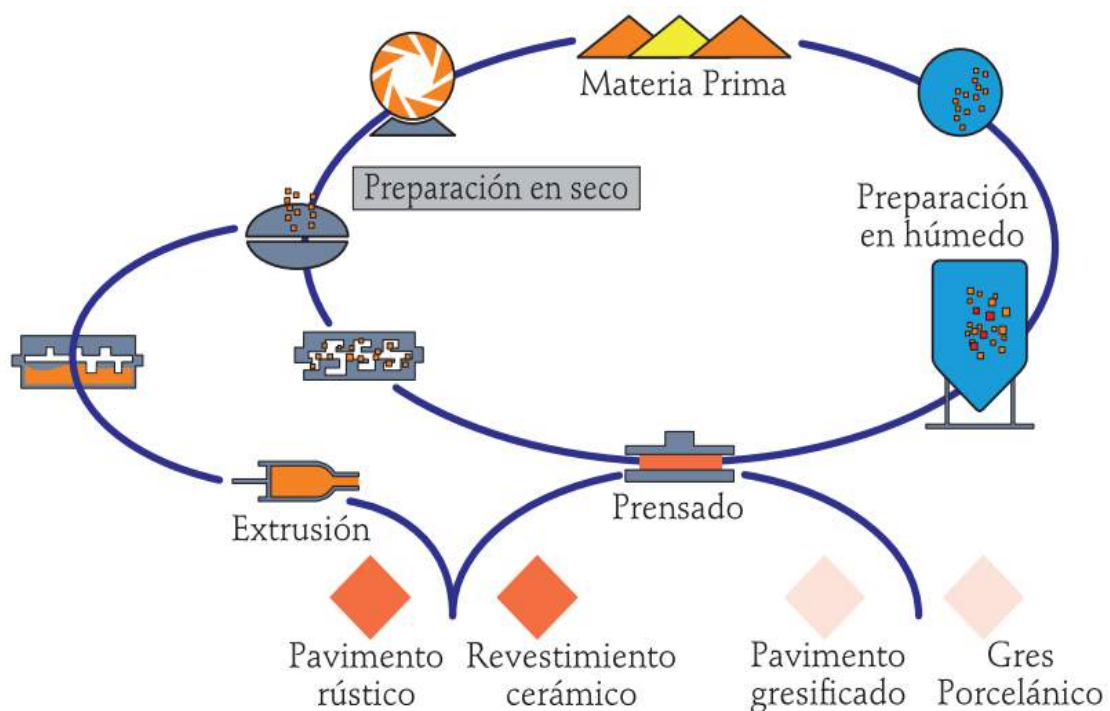 Materia Prima
Preparación en seco
Preparación
en húmedo
Extrusión
Prensado
Pavimento
rústico
Revestimiento
cerámico
Pavimento
gresificado
Gres
Porcelánico